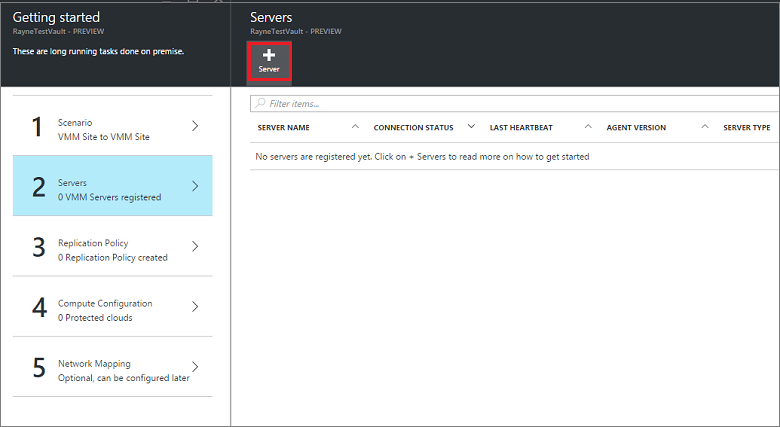 Getting started
RayneTestVault - PREVIEW
These are long running tasks done on premise.
1
Scenario
VMM Site to VMM Site
2
Servers
0 VMM Servers registered
3
Replication Policy
0 Replication Policy created
4
Compute Configuration
0 Protected clouds
5
Network Mapping
Optional, can be configured later
Servers
RayneTestVault - PREVIEW
+
Server
Filter items...
SERVER NAME CONNECTION STATUS LAST HEARTBEAT AGENT VERSION SERVER TYPE
No servers are registered yet. Click on + Servers to read more on how to get started